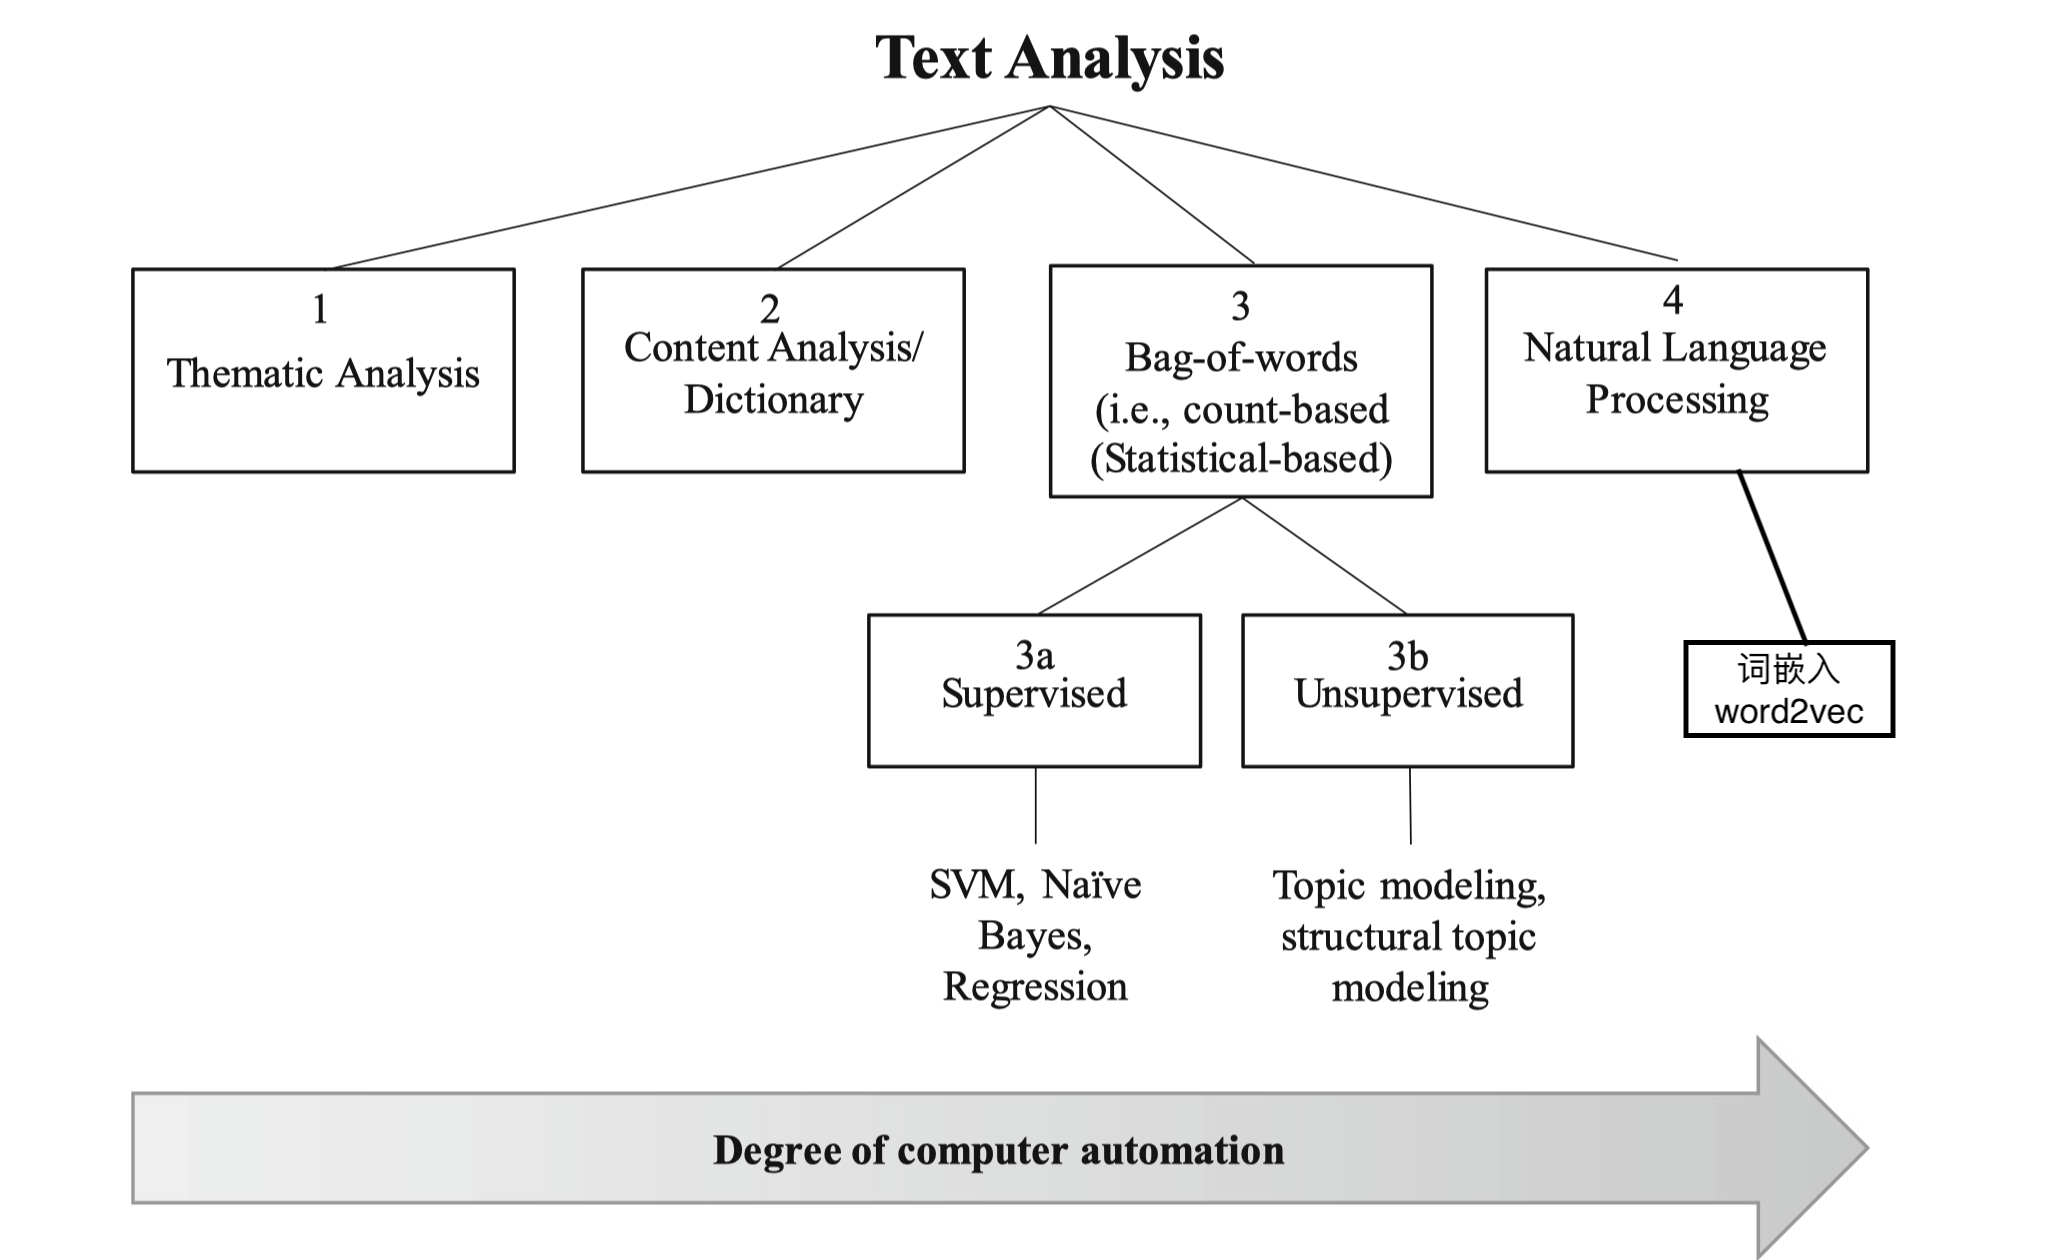 Text Analysis
1
Thematic Analysis
2
Content Analysis/
Dictionary
3
Bag-of-words
(i.e., count-based
(Statistical-based)
4
Natural Language
Processing
3a
Supervised
3b
Unsupervised
词嵌入
word2vec
SVM, Naïve
Bayes,
Regression
Topic modeling,
structural topic
modeling
Degree of computer automation